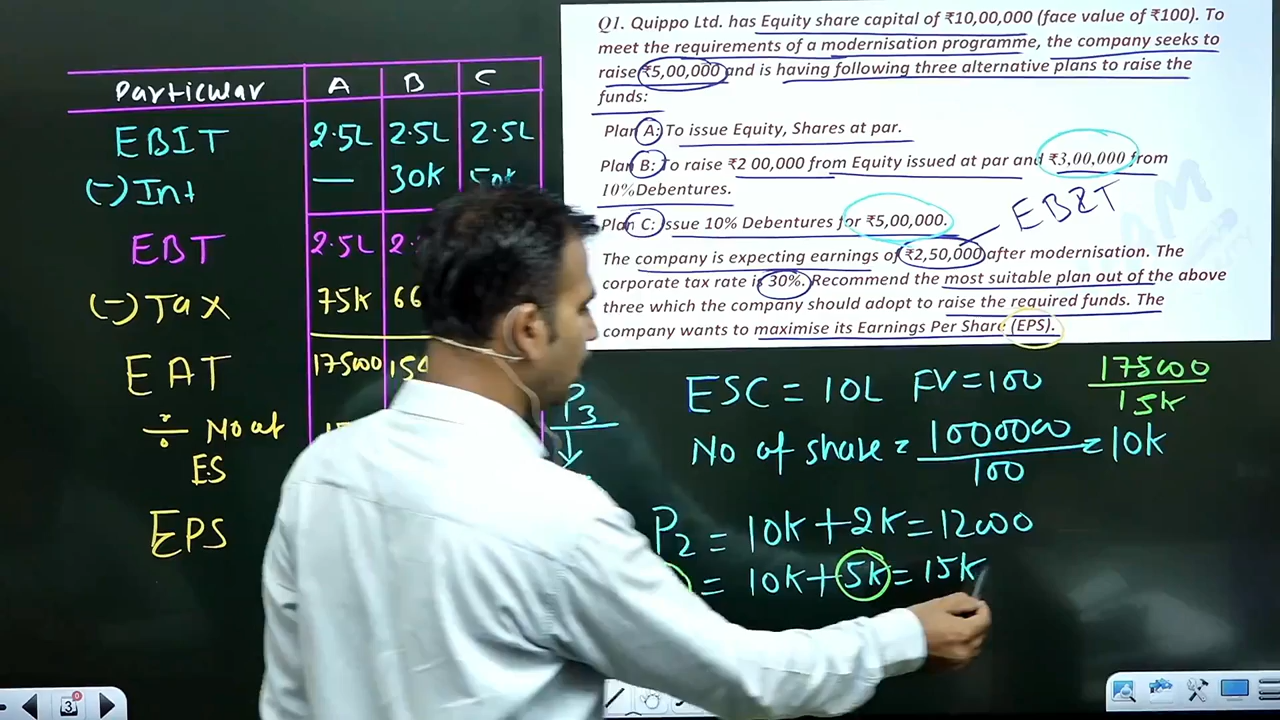 Q1. Quippo Ltd. has Equity share capital of ₹10,00,000 (face value of ₹100). To
meet the requirements of a modernisation programme, the company seeks to
raise ₹5,00,000 and is having following three alternative plans to raise the
funds:
Plan A: To issue Equity, Shares at par.
Plan B: To raise ₹2 00,000 from Equity issued at par and ₹3,00,000 from
10%Debentures.
Plan C: Issue 10% Debentures for ₹5,00,000.
EBIT
The company is expecting earnings of ₹2,50,000 after modernisation. The
corporate tax rate is 30%. Recommend the most suitable plan out of the above
three which the company should adopt to raise the required funds. The
company wants to maximise its Earnings Per Share (EPS).
Particular A B C
EBIT 2.5L 2.5L 2.5L
(-) Int — 30K 50K
EBT 2.5L
(-) Tax 75K
EAT 175000
÷ No of
ES
EPS
P3
ESC = 10L FV = 100
175000
15K
No of share = 1000000 = 10K
100
P2 = 10K + 2K = 12000
= 10K + 5K = 15K
3